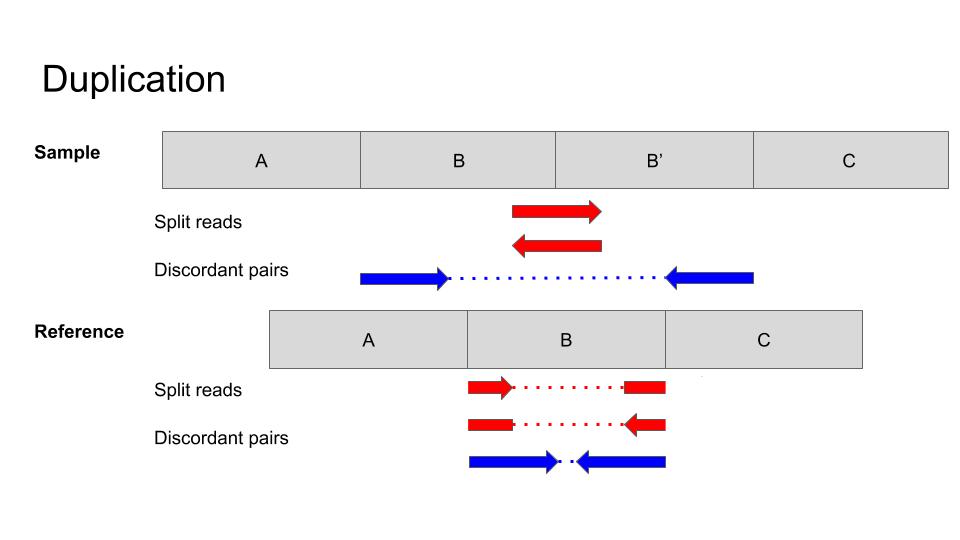 Duplication
Sample
A B B’ C
Split reads
Discordant pairs
Reference
A B C
Split reads
Discordant pairs